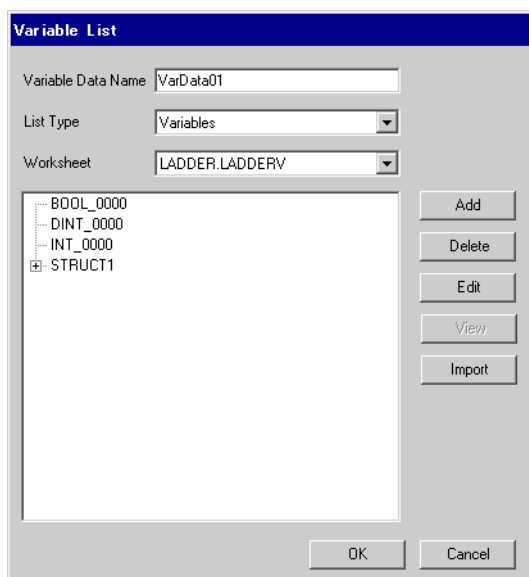 Variable List
Variable Data Name VarData01
List Type Variables
Worksheet LADDER.LADDERV
BOOL_0000
DINT_0000
INT_0000
STRUCT1
Add
Delete
Edit
View
Import
OK Cancel